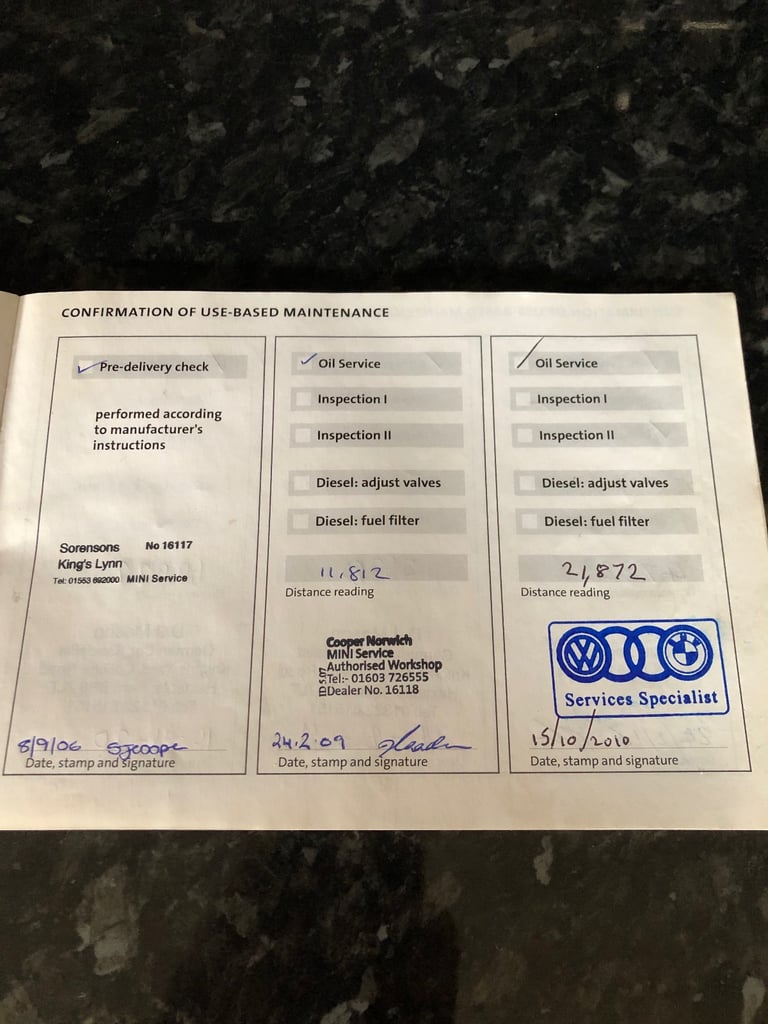 CONFIRMATION OF USE-BASED MAINTENANCE
Pre-delivery check
performed according
to manufacturer's
instructions
Sorensons No 16117
King's Lynn
Tel: 01553 692000 MINI Service
8/9/06
Date, stamp and signature
Oil Service
Inspection I
Inspection II
Diesel: adjust valves
Diesel: fuel filter
11,812
Distance reading
Cooper Norwich
MINI Service
Authorised Workshop
Tel:- 01603 726555
Dealer No. 16118
24.2.09
Date, stamp and signature
Oil Service
Inspection I
Inspection II
Diesel: adjust valves
Diesel: fuel filter
21,872
Distance reading
Services Specialist
15/10/2010
Date, stamp and signature